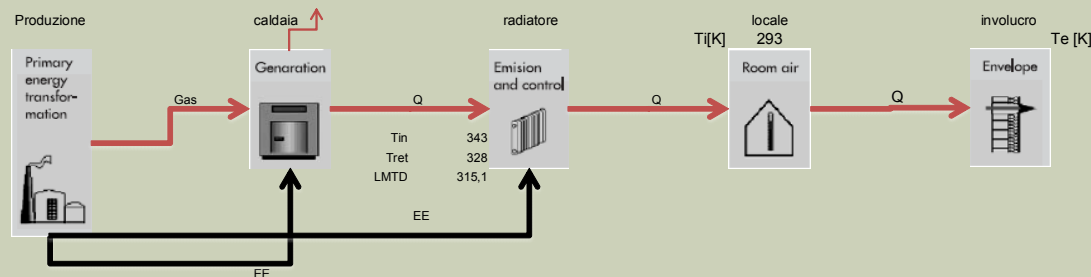 Produzione
caldaia
radiatore
locale
involucro
Ti[K]
293
Te [K]
Primary
energy
transfor-
mation
Genaration
Emision
and control
Room air
Envelope
Gas
Q
Q
Q
Tin 343
Tret 328
LMTD 315,1
EE
EE